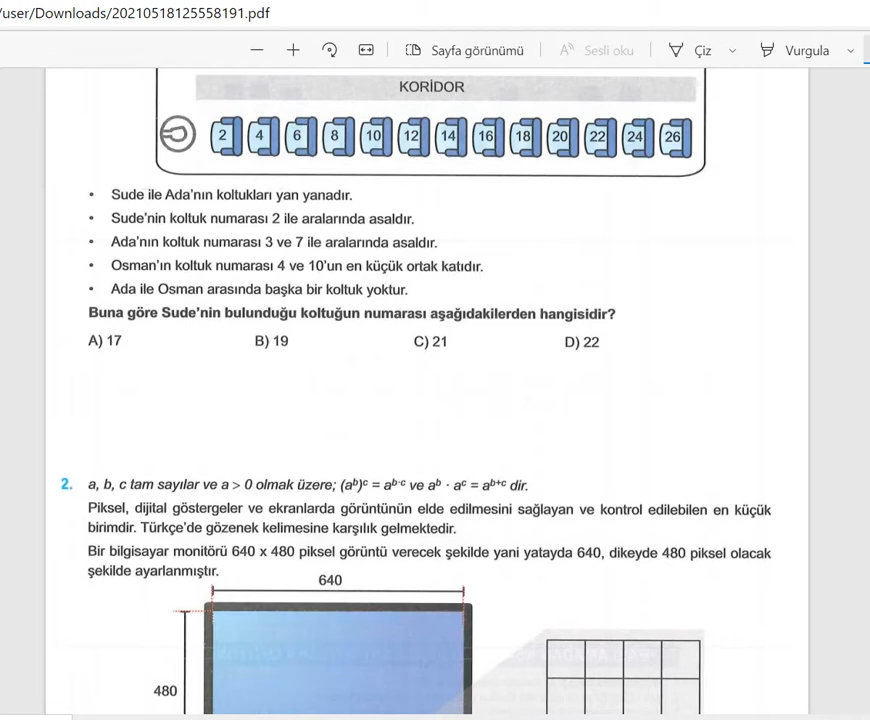 /user/Downloads/20210518125558191.pdf
Sayfa görünümü
Sesli oku
Çiz
Vurgula
KORİDOR
2 4 6 8 10 12 14 16 18 20 22 24 26
• Sude ile Ada’nın koltukları yan yanadır.
• Sude’nin koltuk numarası 2 ile aralarında asaldır.
• Ada’nın koltuk numarası 3 ve 7 ile aralarında asaldır.
• Osman’ın koltuk numarası 4 ve 10’un en küçük ortak katıdır.
• Ada ile Osman arasında başka bir koltuk yoktur.
Buna göre Sude’nin bulunduğu koltuğun numarası aşağıdakilerden hangisidir?
A) 17 B) 19 C) 21 D) 22
2. a, b, c tam sayılar ve a > 0 olmak üzere; (aᵇ)ᶜ = aᵇ·ᶜ ve aᵇ · aᶜ = aᵇ⁺ᶜ dir.
Piksel, dijital göstergeler ve ekranlarda görüntünün elde edilmesini sağlayan ve kontrol edilebilen en küçük
birimdir. Türkçe’de gözenek kelimesine karşılık gelmektedir.
Bir bilgisayar monitörü 640 x 480 piksel görüntü verecek şekilde yani yatayda 640, dikeyde 480 piksel olacak
şekilde ayarlanmıştır.
640
480